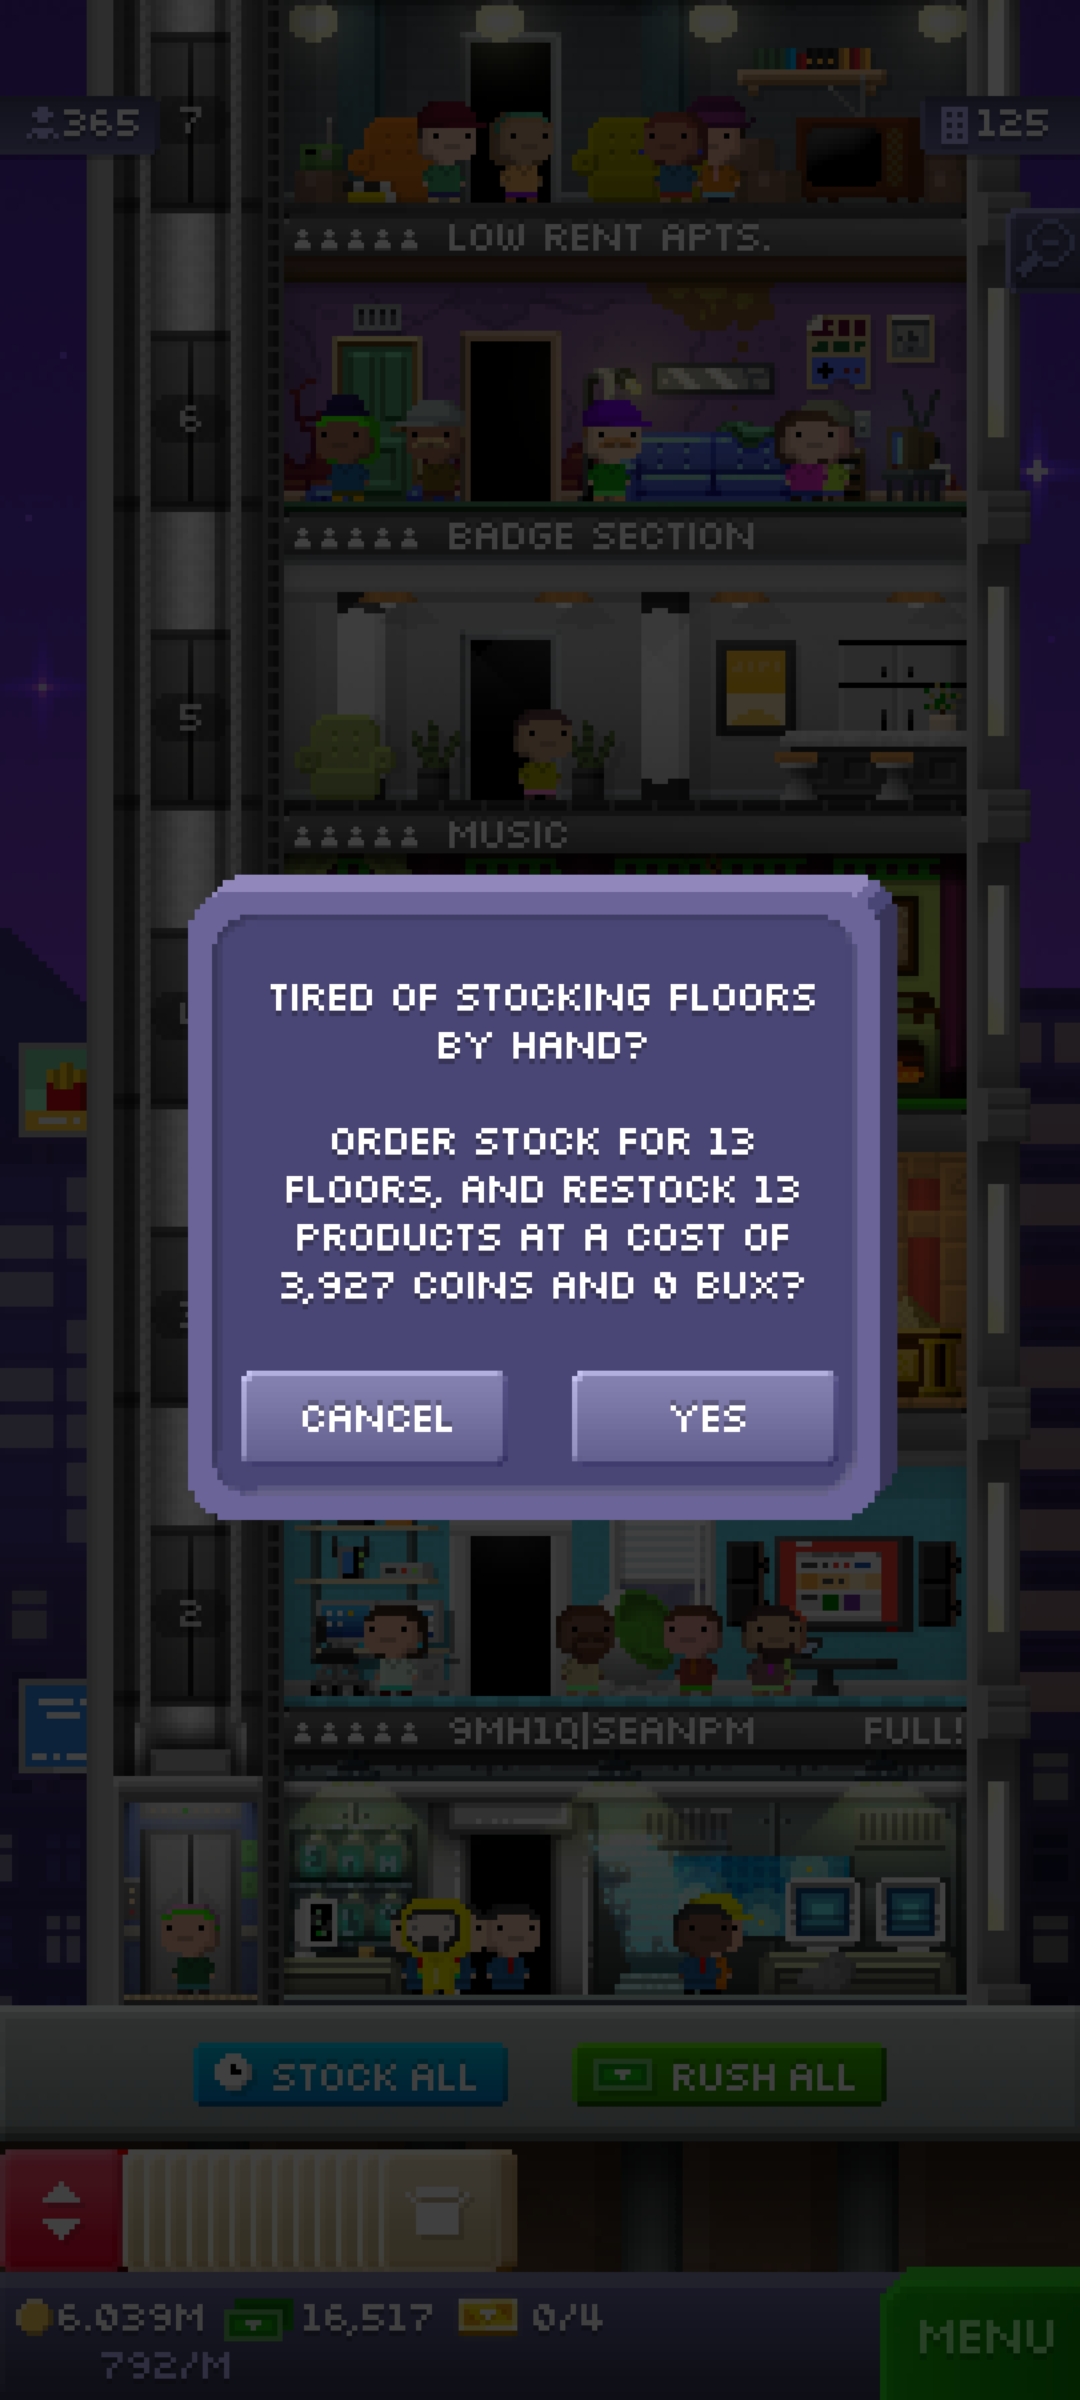 365
7
125
LOW RENT APTS.
6
BADGE SECTION
5
MUSIC
TIRED OF STOCKING FLOORS
BY HAND?
ORDER STOCK FOR 13
FLOORS, AND RESTOCK 13
PRODUCTS AT A COST OF
3,927 COINS AND 0 BUX?
CANCEL
YES
2
9MH1Q|SEANPM
FULL!
STOCK ALL
RUSH ALL
6.039M
16,517
0/4
792/M
MENU